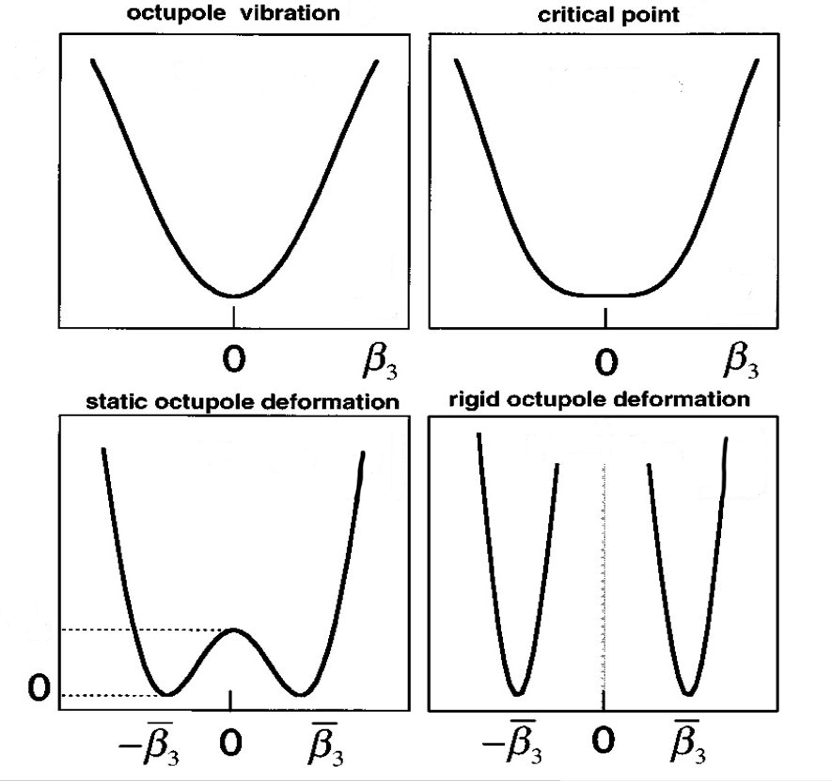 octupole vibration
critical point
0 β₃
0 β₃
static octupole deformation
rigid octupole deformation
0
-β̅₃ 0 β̅₃
-β̅₃ 0 β̅₃